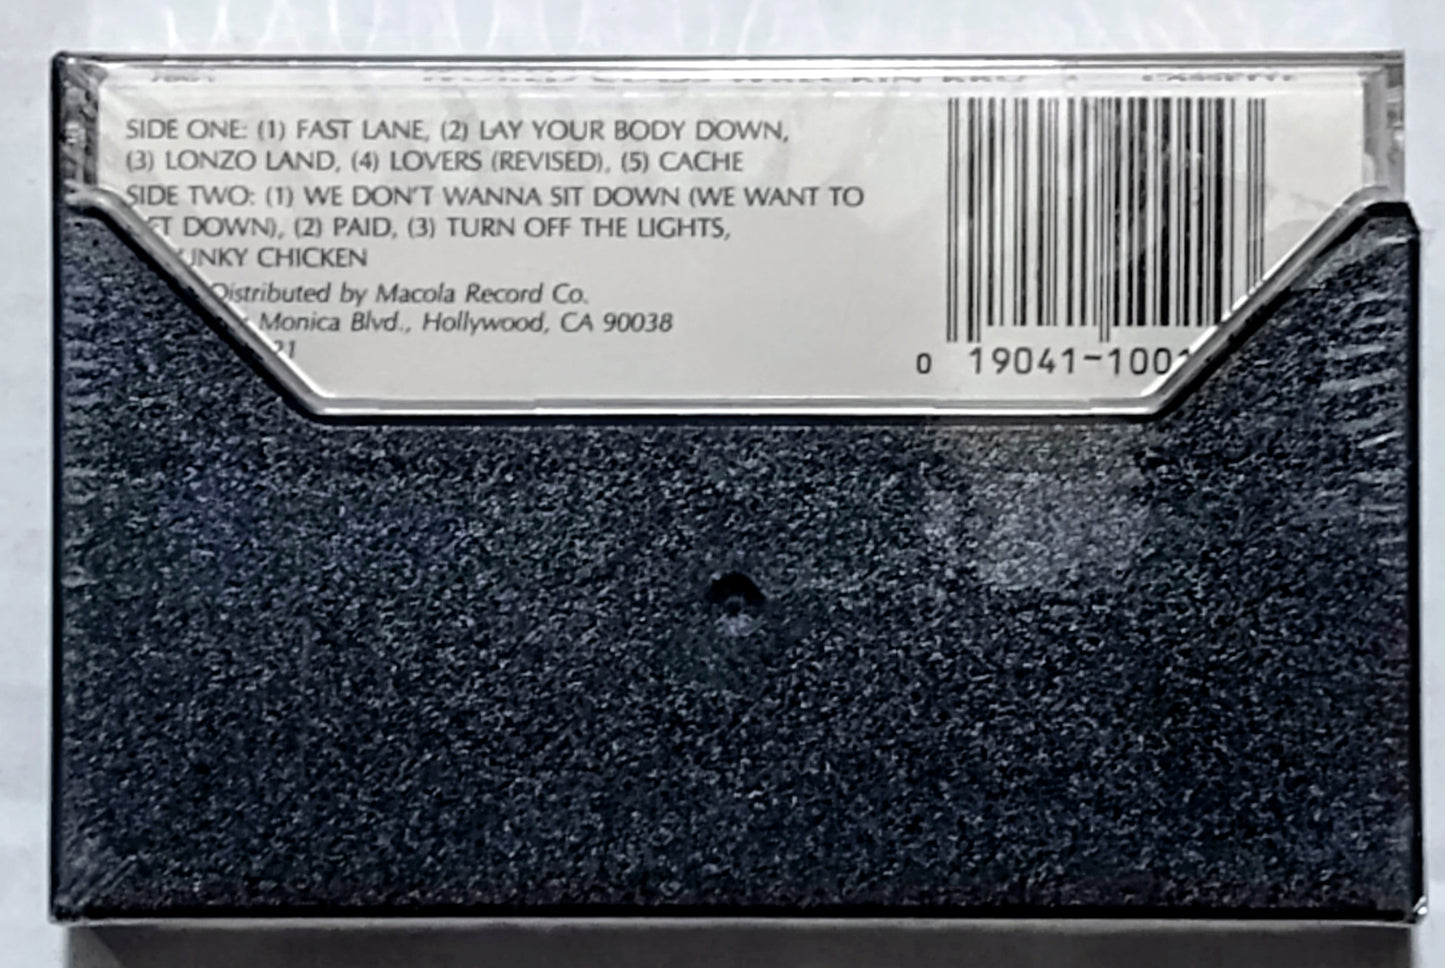 CASSETTE
SIDE ONE: (1) FAST LANE, (2) LAY YOUR BODY DOWN,
(3) LONZO LAND, (4) LOVERS (REVISED), (5) CACHE
SIDE TWO: (1) WE DON'T WANNA SIT DOWN (WE WANT TO
DOWN), (2) PAID, (3) TURN OFF THE LIGHTS,
CHICKEN
Distributed by Macola Record Co.
Monica Blvd., Hollywood, CA 90038
21
0 19041-100